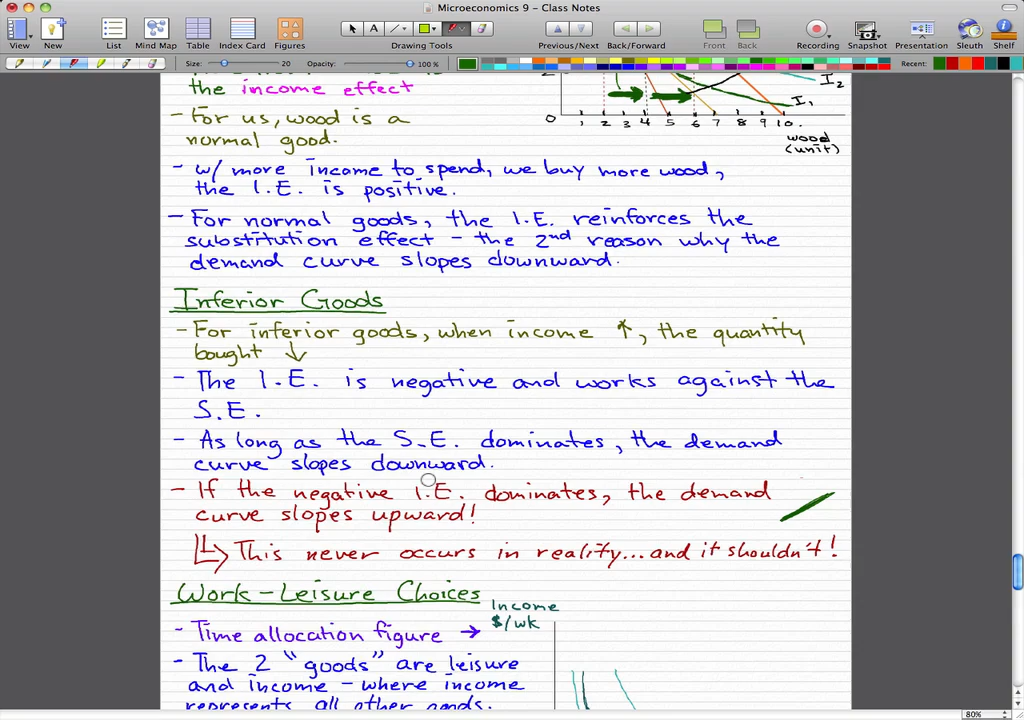 Microeconomics 9 – Class Notes
View
New
List
Mind Map
Table
Index Card
Figures
Drawing Tools
Previous/Next
Back/Forward
Front
Back
Recording
Snapshot
Presentation
Sleuth
Shelf
Size:
20
Opacity:
100 %
Recent:
the income effect
- For us, wood is a
normal good.
- w/ more income to spend, we buy more wood,
the I.E. is positive.
- For normal goods, the I.E. reinforces the
substitution effect – the 2nd reason why the
demand curve slopes downward.
I2
I1
0 1 2 3 4 5 6 7 8 9 10
wood
(unit)
Inferior Goods
- For inferior goods, when income ↑, the quantity
bought ↓
- The I.E. is negative and works against the
S.E.
- As long as the S.E. dominates, the demand
curve slopes downward.
- If the negative I.E. dominates, the demand
curve slopes upward!
↳ This never occurs in reality... and it shouldn't!
Work – Leisure Choices
- Time allocation figure →
Income
$/wk
- The 2 "goods" are leisure
and income – where income
represents all other goods.
80%